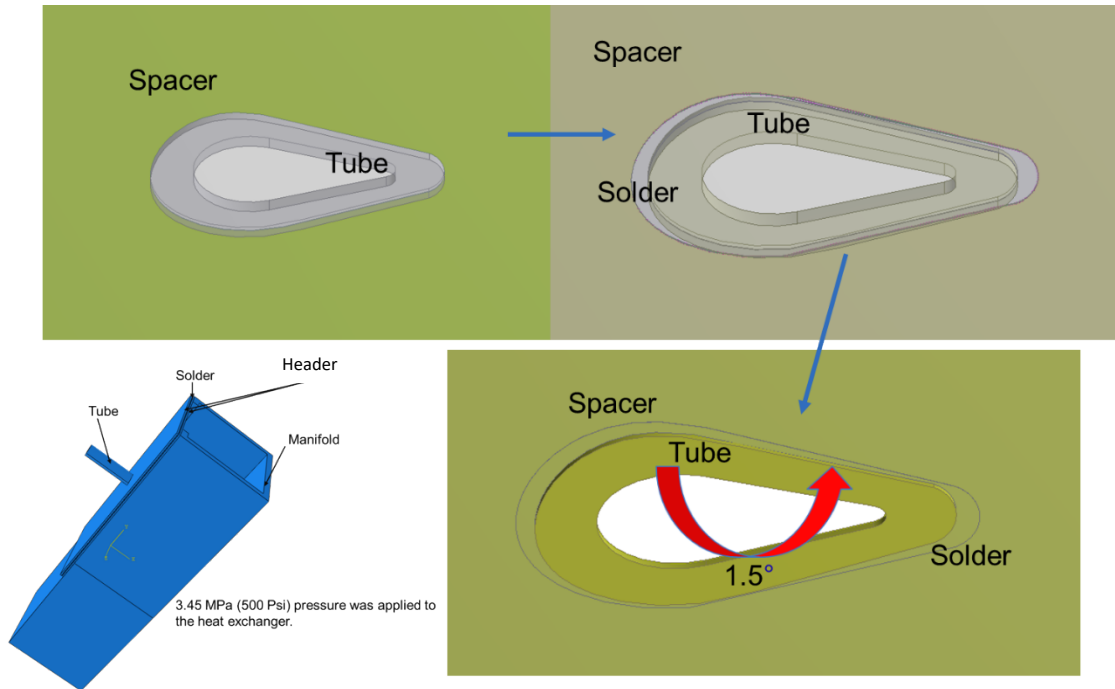 Spacer
Tube
Spacer
Tube
Solder
Header
Solder
Tube
Manifold
3.45 MPa (500 Psi) pressure was applied to
the heat exchanger.
Spacer
Tube
1.5°
Solder